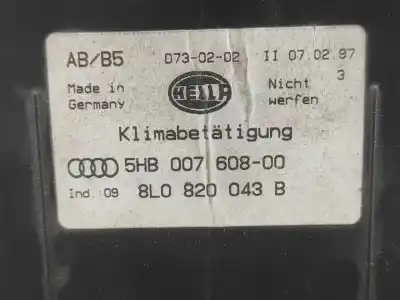 AB/B5 D73-02-02 II 07.02.97
Made in Germany
HELLA
Nicht 3
werfen
Klimabetätigung
5HB 007 608-00
Ind.:09 8L0 820 043 B